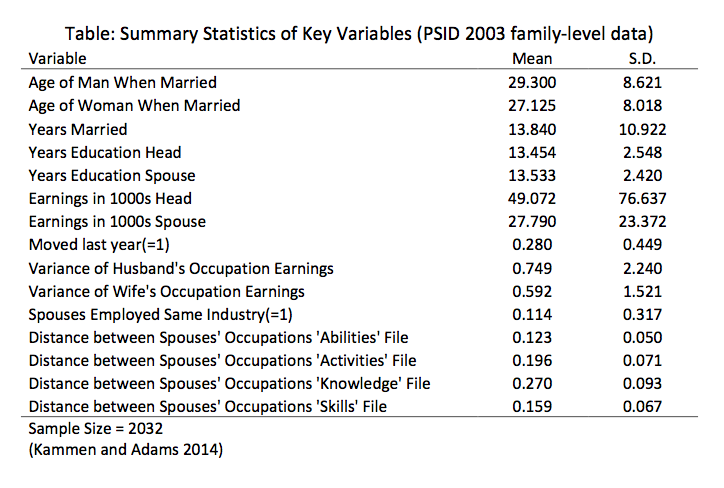 Table: Summary Statistics of Key Variables (PSID 2003 family-level data)
Variable Mean S.D.
Age of Man When Married 29.300 8.621
Age of Woman When Married 27.125 8.018
Years Married 13.840 10.922
Years Education Head 13.454 2.548
Years Education Spouse 13.533 2.420
Earnings in 1000s Head 49.072 76.637
Earnings in 1000s Spouse 27.790 23.372
Moved last year(=1) 0.280 0.449
Variance of Husband's Occupation Earnings 0.749 2.240
Variance of Wife's Occupation Earnings 0.592 1.521
Spouses Employed Same Industry(=1) 0.114 0.317
Distance between Spouses' Occupations 'Abilities' File 0.123 0.050
Distance between Spouses' Occupations 'Activities' File 0.196 0.071
Distance between Spouses' Occupations 'Knowledge' File 0.270 0.093
Distance between Spouses' Occupations 'Skills' File 0.159 0.067
Sample Size = 2032
(Kammen and Adams 2014)